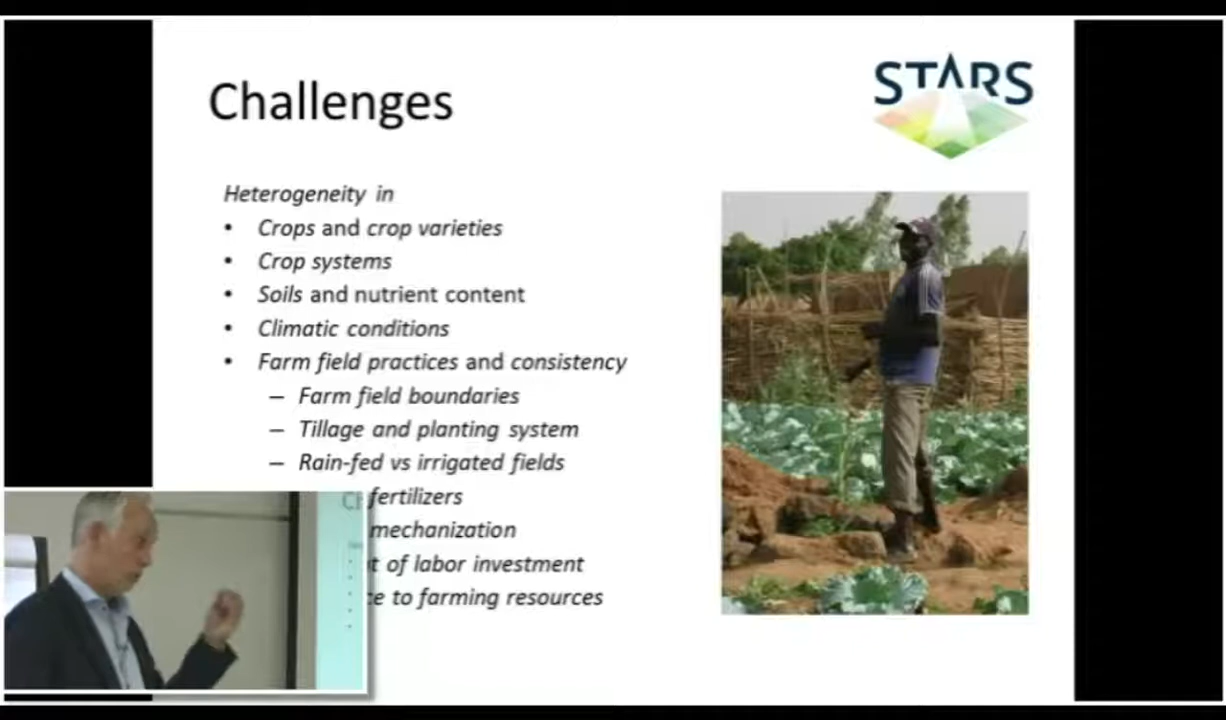 STARS
Challenges
Heterogeneity in
• Crops and crop varieties
• Crop systems
• Soils and nutrient content
• Climatic conditions
• Farm field practices and consistency
– Farm field boundaries
– Tillage and planting system
– Rain-fed vs irrigated fields
fertilizers
mechanization
of labor investment
to farming resources